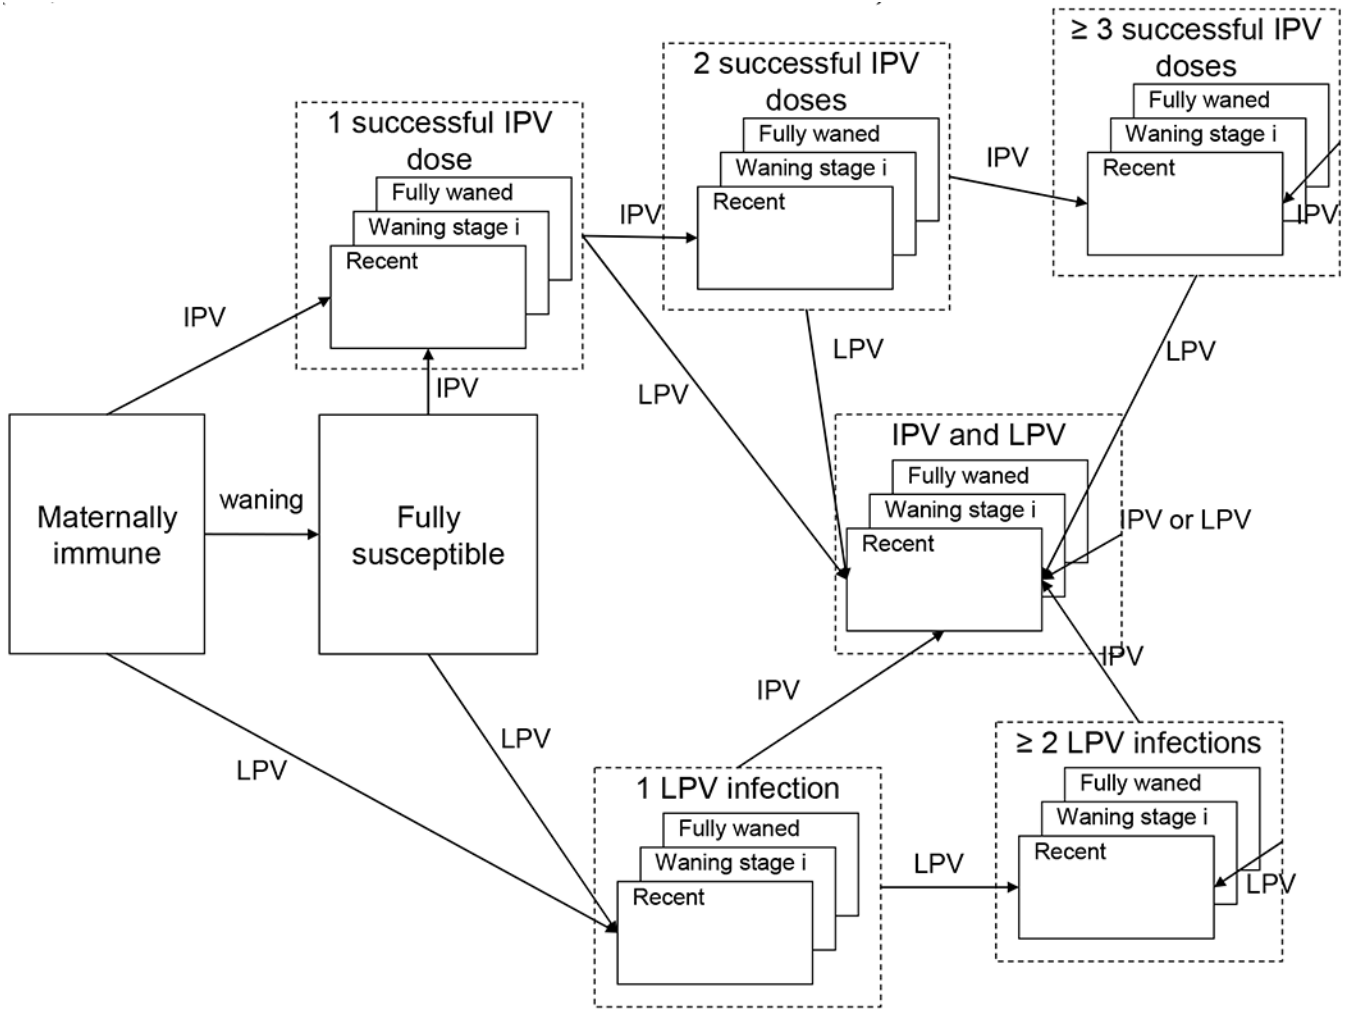 ≥ 3 successful IPV
doses
Fully waned
Waning stage i
Recent
IPV
2 successful IPV
doses
Fully waned
Waning stage i
Recent
IPV
1 successful IPV
dose
Fully waned
Waning stage i
Recent
IPV
IPV
IPV
LPV
LPV
LPV
Maternally
immune
waning
Fully
susceptible
IPV and LPV
Fully waned
Waning stage i
Recent
IPV or LPV
IPV
IPV
LPV
LPV
1 LPV infection
Fully waned
Waning stage i
Recent
LPV
≥ 2 LPV infections
Fully waned
Waning stage i
Recent
LPV